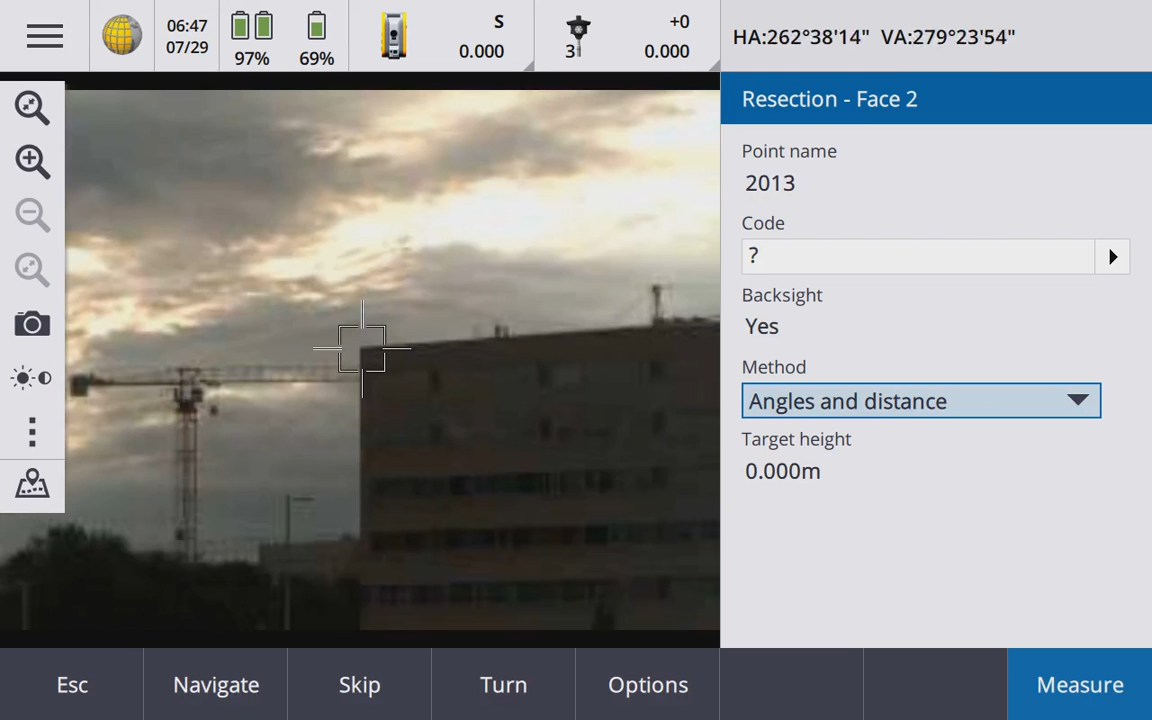 06:47
07/29
97%
69%
S
0.000
3
+0
0.000
HA:262°38'14" VA:279°23'54"
Resection - Face 2
Point name
2013
Code
?
Backsight
Yes
Method
Angles and distance
Target height
0.000m
Esc
Navigate
Skip
Turn
Options
Measure